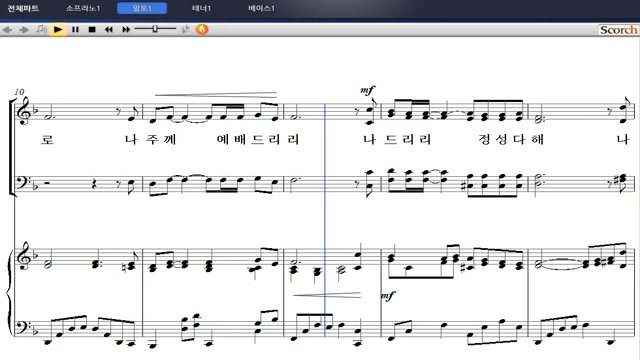 전체파트 소프라노1 알토1 테너1 베이스1
Scorch
10
mf
로 나 주 께 예 배 드 리 리 나 드 리 리 정 성 다 해 나
mf